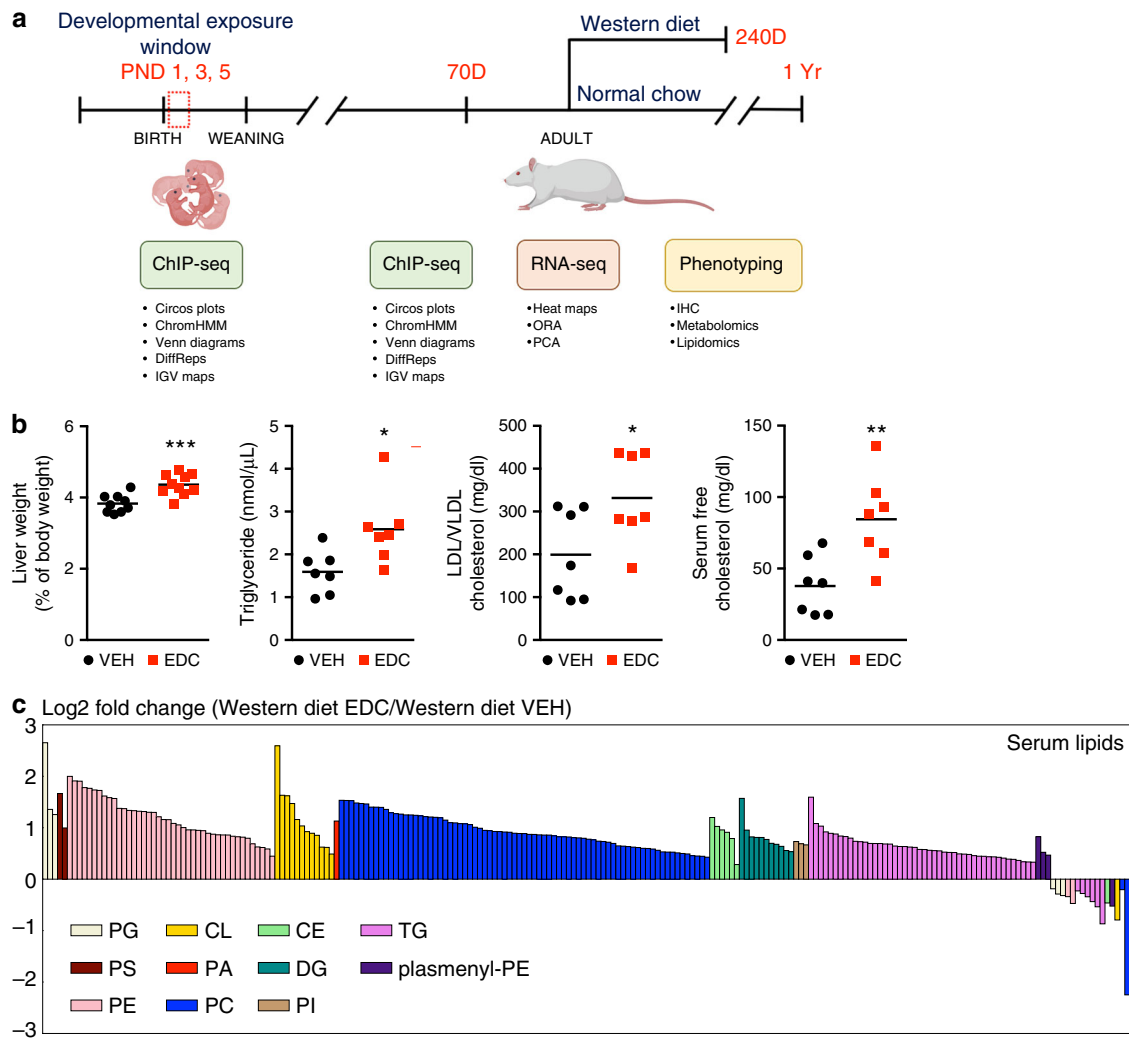 a
Developmental exposure
window
PND 1, 3, 5
70D
Western diet
240D
1 Yr
Normal chow
BIRTH
WEANING
ADULT
ChIP-seq
• Circos plots
• ChromHMM
• Venn diagrams
• DiffReps
• IGV maps
ChIP-seq
• Circos plots
• ChromHMM
• Venn diagrams
• DiffReps
• IGV maps
RNA-seq
•Heat maps
•ORA
•PCA
Phenotyping
•IHC
•Metabolomics
•Lipidomics
b
Liver weight
(% of body weight)
6
4
2
0
***
VEH EDC
Triglyceride (nmol/μL)
5
4
3
2
1
0
*
VEH EDC
LDL/VLDL
cholesterol (mg/dl)
500
400
300
200
100
0
*
VEH EDC
Serum free
cholesterol (mg/dl)
150
100
50
0
**
VEH EDC
c
Log2 fold change (Western diet EDC/Western diet VEH)
Serum lipids
3
2
1
0
−1
−2
−3
PG CL CE TG
PS PA DG plasmenyl-PE
PE PC PI